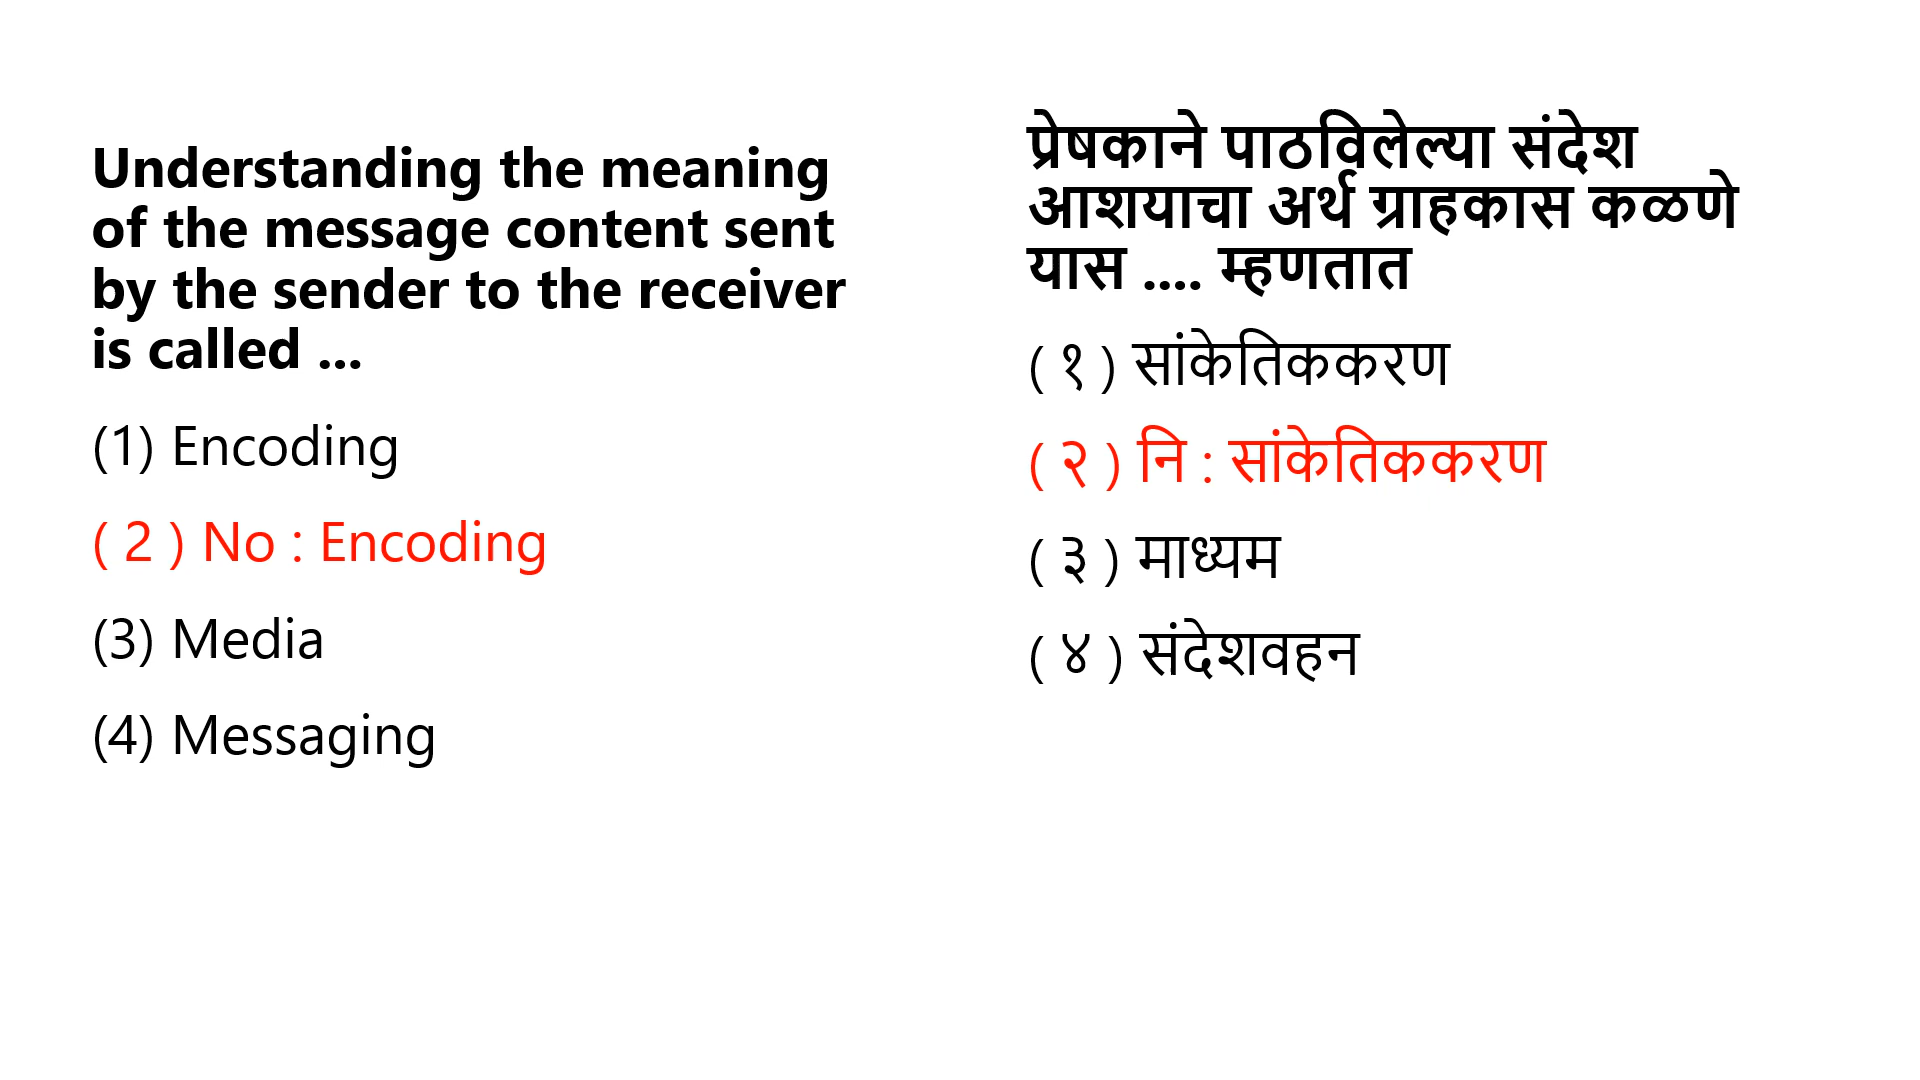 Understanding the meaning
of the message content sent
by the sender to the receiver
is called ...
(1) Encoding
( 2 ) No : Encoding
(3) Media
(4) Messaging
प्रेषकाने पाठविलेल्या संदेश
आशयाचा अर्थ ग्राहकास कळणे
यास .... म्हणतात
( १ ) सांकेतिककरण
( २ ) नि : सांकेतिककरण
( ३ ) माध्यम
( ४ ) संदेशवहन